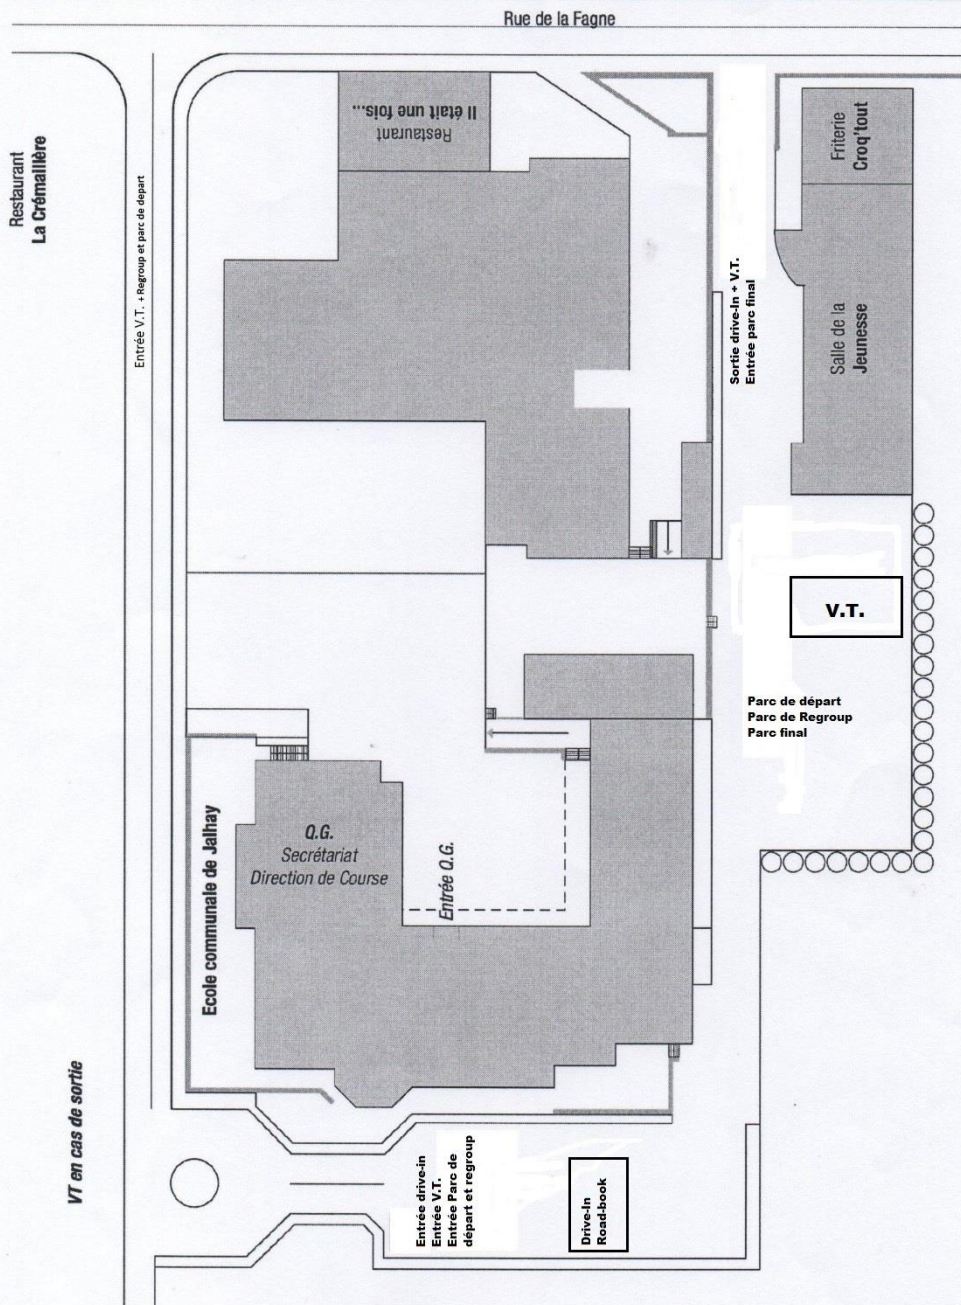 Rue de la Fagne
Restaurant
La Crémaillère
Entrée V.T. + Regroup et parc de depart
Restaurant
Il était une fois...
Friterie
Croq'tout
Sortie drive-In + V.T.
Entrée parc final
Salle de la
Jeunesse
V.T.
Parc de départ
Parc de Regroup
Parc final
Ecole communale de Jalhay
Q.G.
Secrétariat
Direction de Course
Entrée Q.G.
VT en cas de sortie
Entrée drive-in
Entrée V.T.
Entrée Parc de
départ et regroup
Drive-In
Road-book